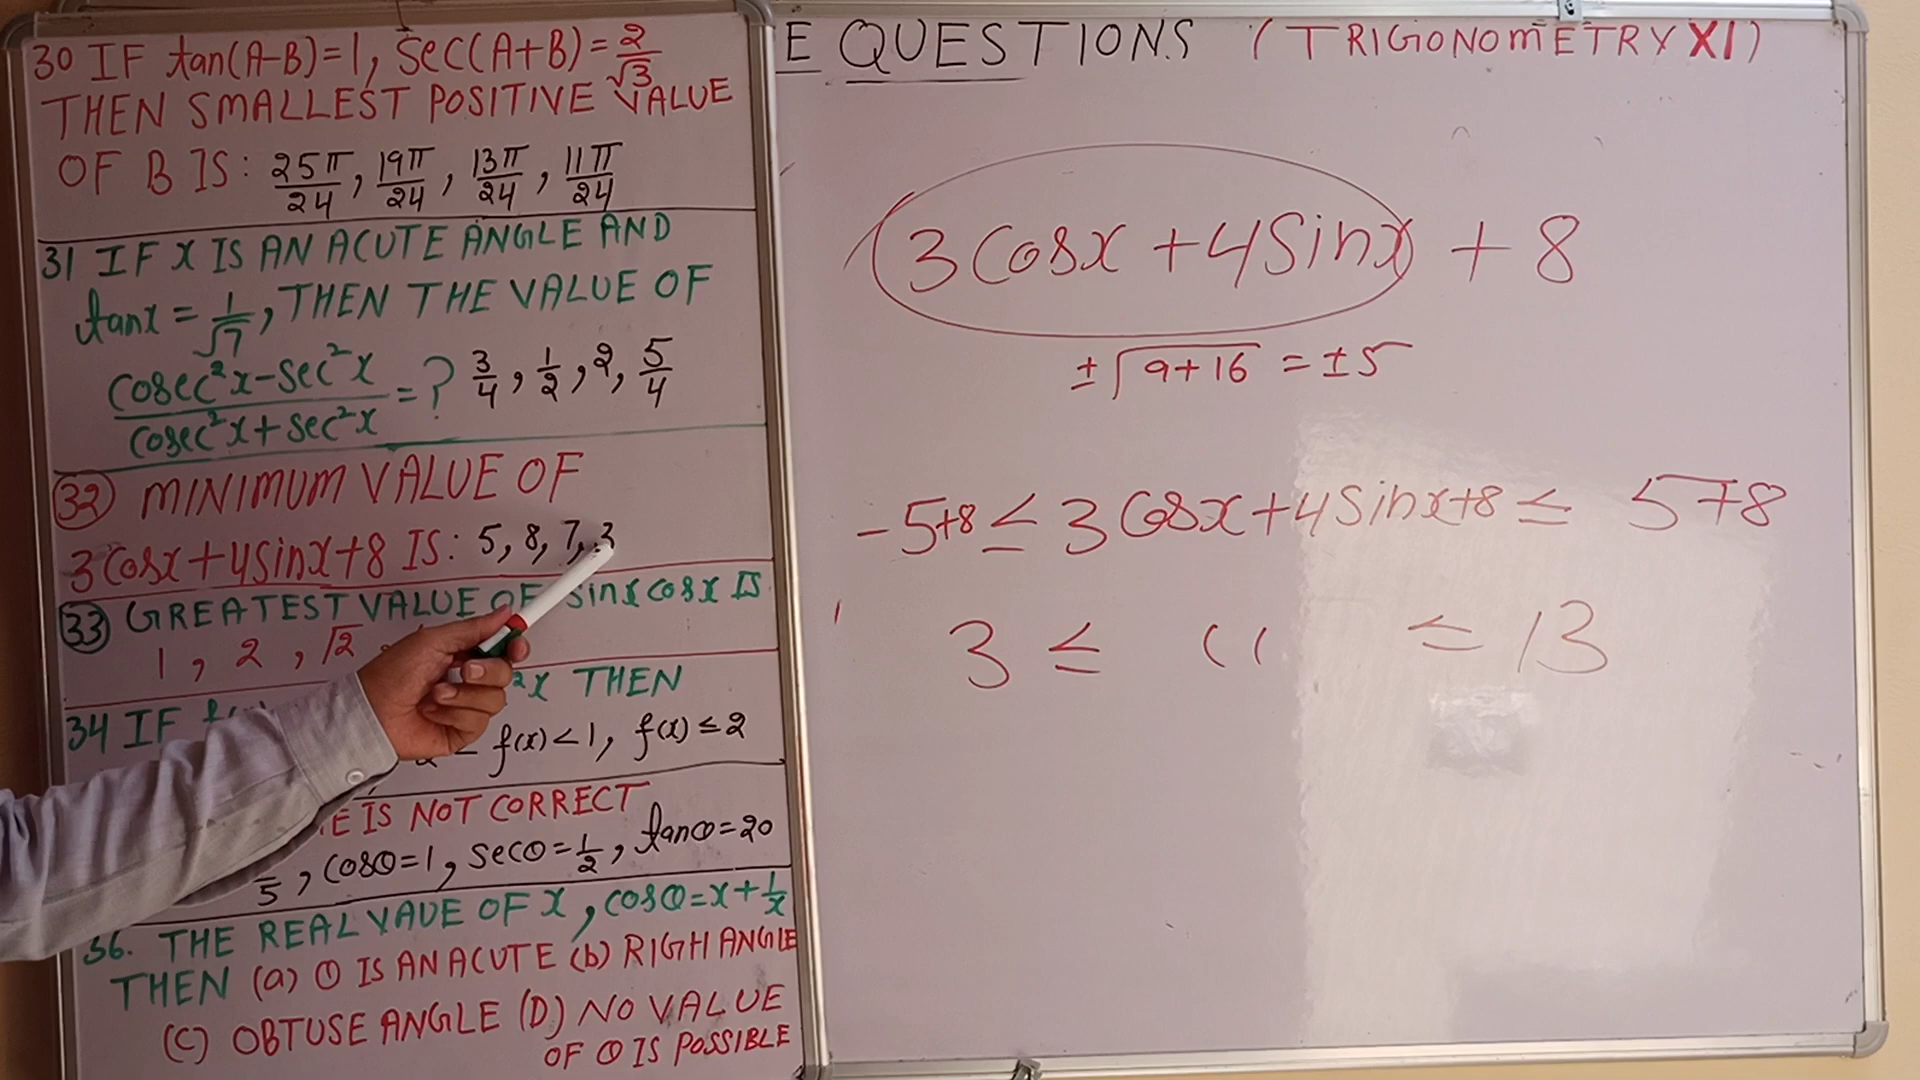 30 IF tan(A-B)=1, sec(A+B)=2/√3
THEN SMALLEST POSITIVE VALUE
OF B IS: 25π/24, 19π/24, 13π/24, 11π/24
31 IF X IS AN ACUTE ANGLE AND
tanx = 1/√7, THEN THE VALUE OF
cosec²x-sec²x/cosec²x+sec²x = ? 3/4, 1/2, 2, 5/4
32 MINIMUM VALUE OF
3cosx+4sinx+8 IS: 5, 8, 7, 3
33 GREATEST VALUE OF sinx cosx IS
1, 2, √2
34 IF ²x THEN
f(x)<1, f(x)≤2
IS NOT CORRECT
5, cosθ=1, secθ=1/2, tanθ=20
36. THE REAL VAUE OF X, cosθ=x+1/x
THEN (a) θ IS AN ACUTE (b) RIGH ANGLE
(C) OBTUSE ANGLE (D) NO VALUE
OF θ IS POSSIBLE
E QUESTIONS (TRIGONOMETRY XI)
(3cosx+4sinx) + 8
±√9+16 = ±5
-5+8 ≤ 3cosx+4sinx+8 ≤ 5+8
3 ≤ (( ≤ 13